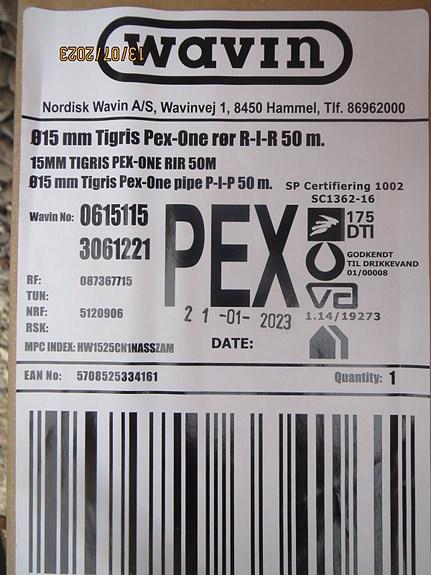 wavin
13/07/2023
Nordisk Wavin A/S, Wavinvej 1, 8450 Hammel, Tlf. 86962000
Ø15 mm Tigris Pex-One rør R-I-R 50 m.
15MM TIGRIS PEX-ONE RIR 50M
Ø15 mm Tigris Pex-One pipe P-I-P 50 m.
SP Certifiering 1002
SC1362-16
Wavin No: 0615115
3061221
PEX
175
DTI
GODKENDT
TIL DRIKKEVAND
01/00008
va
1.14/19273
RF: 087367715
TUN:
NRF: 5120906
RSK:
21-01-2023
MPC INDEX: HW1525CN1NASSZAM
DATE:
EAN No: 5708525334161
Quantity: 1